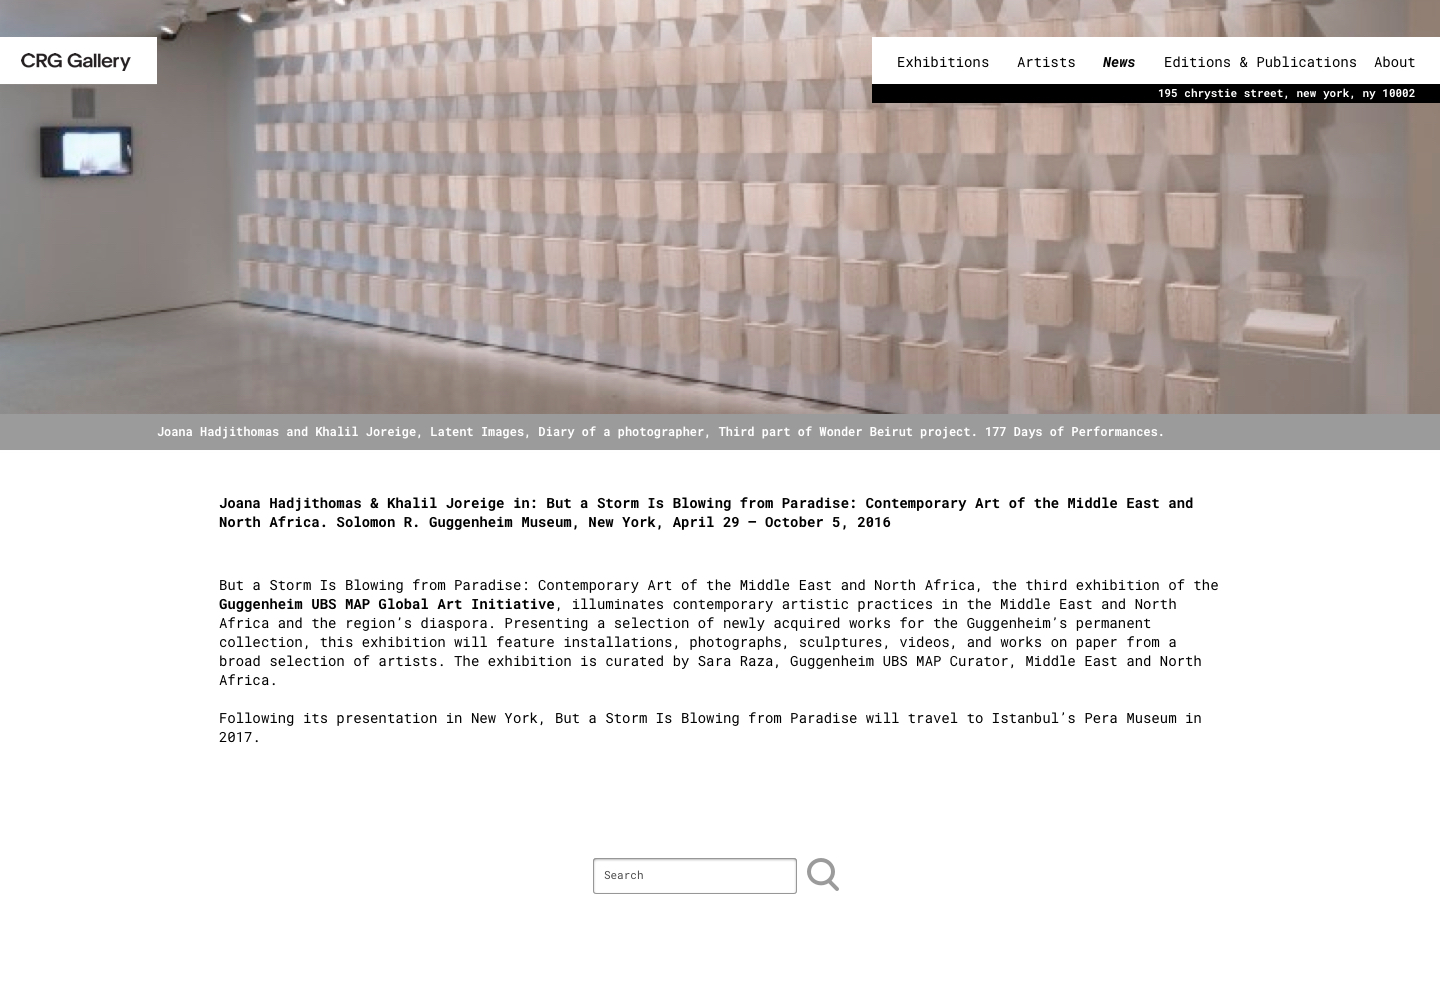 CRG Gallery
Exhibitions Artists News Editions & Publications About
195 chrystie street, new york, ny 10002
Joana Hadjithomas and Khalil Joreige, Latent Images, Diary of a photographer, Third part of Wonder Beirut project. 177 Days of Performances.
Joana Hadjithomas & Khalil Joreige in: But a Storm Is Blowing from Paradise: Contemporary Art of the Middle East and
North Africa. Solomon R. Guggenheim Museum, New York, April 29 – October 5, 2016
But a Storm Is Blowing from Paradise: Contemporary Art of the Middle East and North Africa, the third exhibition of the
Guggenheim UBS MAP Global Art Initiative, illuminates contemporary artistic practices in the Middle East and North
Africa and the region’s diaspora. Presenting a selection of newly acquired works for the Guggenheim’s permanent
collection, this exhibition will feature installations, photographs, sculptures, videos, and works on paper from a
broad selection of artists. The exhibition is curated by Sara Raza, Guggenheim UBS MAP Curator, Middle East and North
Africa.
Following its presentation in New York, But a Storm Is Blowing from Paradise will travel to Istanbul’s Pera Museum in
2017.
Search